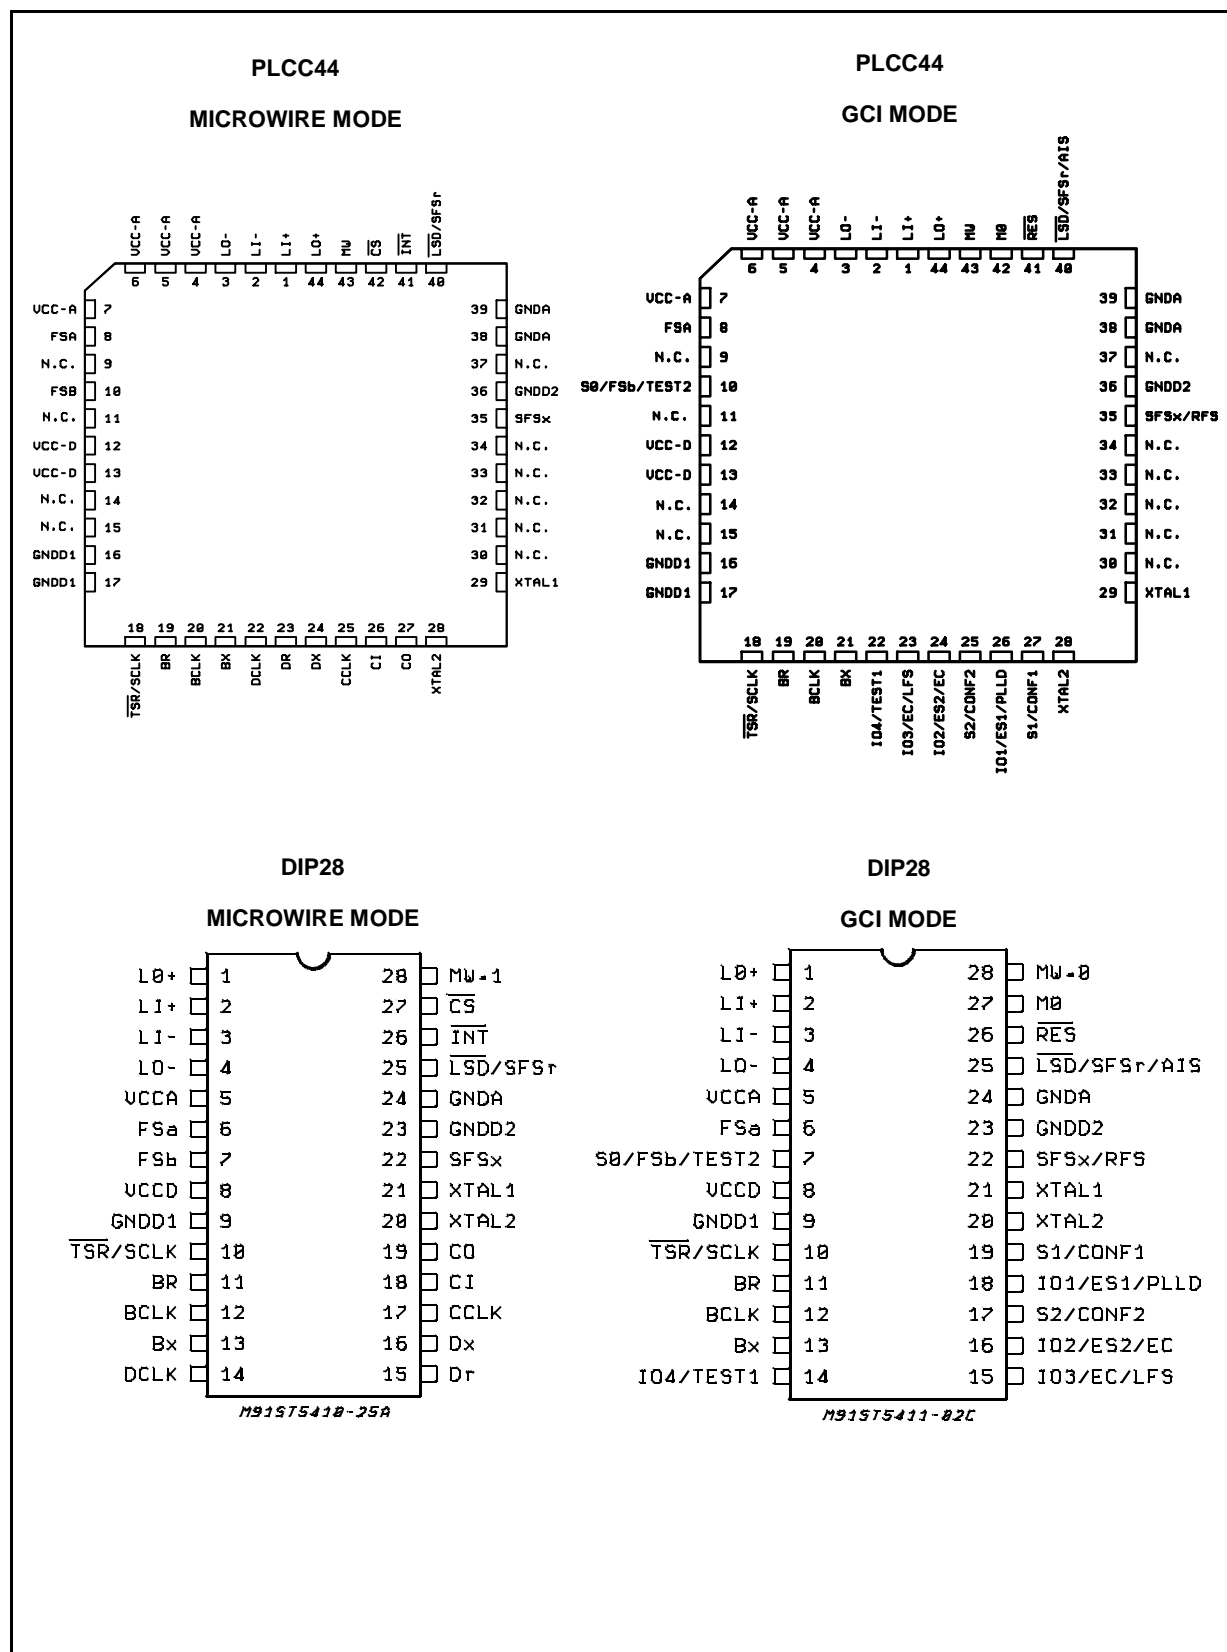 PLCC44
MICROWIRE MODE
VCC-A
VCC-A
VCC-A
LO-
LI-
LI+
LO+
MW
CS
INT
LSD/SFSr
6 5 4 3 2 1 44 43 42 41 40
VCC-A 7 39 GNDA
FSA 8 38 GNDA
N.C. 9 37 N.C.
FSB 10 36 GNDD2
N.C. 11 35 SFSx
VCC-D 12 34 N.C.
VCC-D 13 33 N.C.
N.C. 14 32 N.C.
N.C. 15 31 N.C.
GNDD1 16 30 N.C.
GNDD1 17 29 XTAL1
18 19 20 21 22 23 24 25 26 27 28
TSR/SCLK
BR
BCLK
BX
DCLK
DR
DX
CCLK
CI
CO
XTAL2
PLCC44
GCI MODE
VCC-A
VCC-A
VCC-A
LO-
LI-
LI+
LO+
MW
M0
RES
LSD/SFSr/AIS
6 5 4 3 2 1 44 43 42 41 40
VCC-A 7 39 GNDA
FSA 8 38 GNDA
N.C. 9 37 N.C.
S0/FSb/TEST2 10 36 GNDD2
N.C. 11 35 SFSx/RFS
VCC-D 12 34 N.C.
VCC-D 13 33 N.C.
N.C. 14 32 N.C.
N.C. 15 31 N.C.
GNDD1 16 30 N.C.
GNDD1 17 29 XTAL1
18 19 20 21 22 23 24 25 26 27 28
TSR/SCLK
BR
BCLK
BX
IO4/TEST1
IO3/EC/LFS
IO2/ES2/EC
S2/CONF2
IO1/ES1/PLLD
S1/CONF1
XTAL2
DIP28
MICROWIRE MODE
L0+ 1 28 MW=1
LI+ 2 27 CS
LI- 3 26 INT
LO- 4 25 LSD/SFSr
VCCA 5 24 GNDA
FSa 6 23 GNDD2
FSb 7 22 SFSx
VCCD 8 21 XTAL1
GNDD1 9 20 XTAL2
TSR/SCLK 10 19 CO
BR 11 18 CI
BCLK 12 17 CCLK
Bx 13 16 Dx
DCLK 14 15 Dr
M91ST5410-25A
DIP28
GCI MODE
L0+ 1 28 MW=0
LI+ 2 27 M0
LI- 3 26 RES
LO- 4 25 LSD/SFSr/AIS
VCCA 5 24 GNDA
FSa 6 23 GNDD2
S0/FSb/TEST2 7 22 SFSx/RFS
VCCD 8 21 XTAL1
GNDD1 9 20 XTAL2
TSR/SCLK 10 19 S1/CONF1
BR 11 18 IO1/ES1/PLLD
BCLK 12 17 S2/CONF2
Bx 13 16 IO2/ES2/EC
IO4/TEST1 14 15 IO3/EC/LFS
M91ST5411-02C